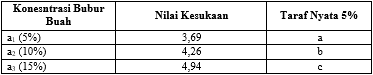 Konesntrasi Bubur Buah Nilai Kesukaan Taraf Nyata 5%
a₁ (5%) 3,69 a
a₂ (10%) 4,26 b
a₃ (15%) 4,94 c